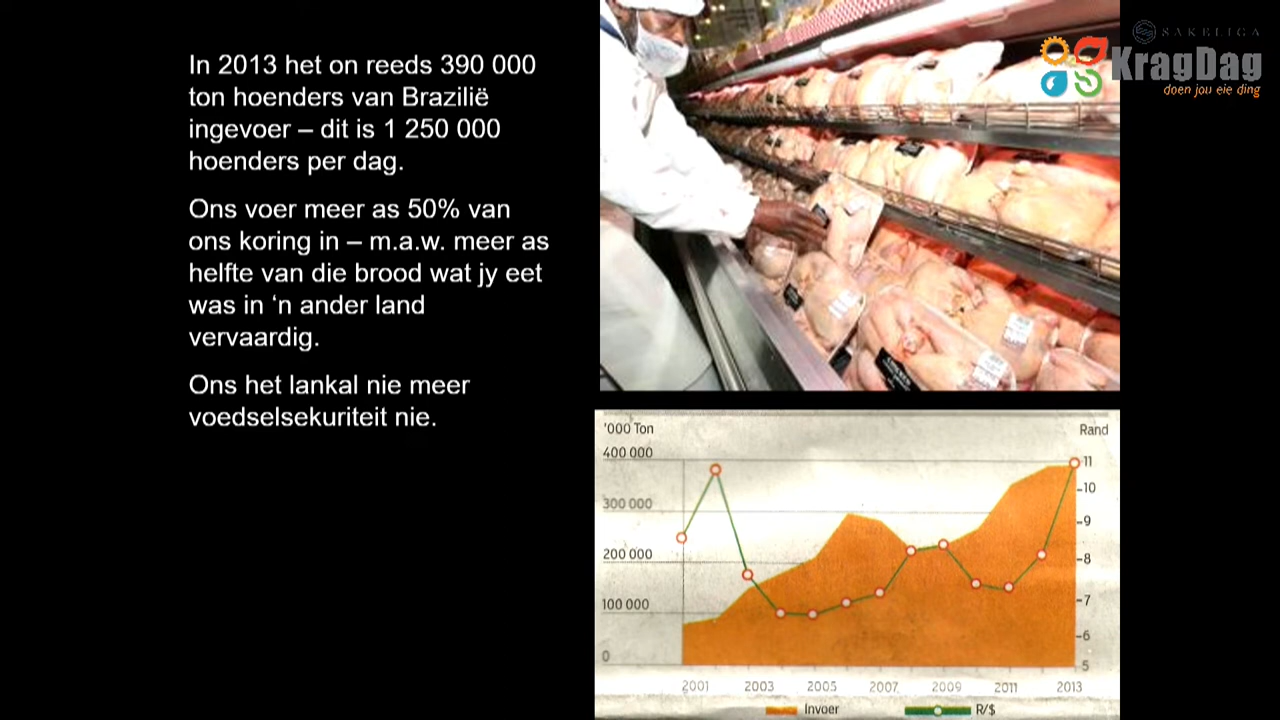 In 2013 het on reeds 390 000
ton hoenders van Brazilië
ingevoer – dit is 1 250 000
hoenders per dag.
Ons voer meer as 50% van
ons koring in – m.a.w. meer as
helfte van die brood wat jy eet
was in ‘n ander land
vervaardig.
Ons het lankal nie meer
voedselsekuriteit nie.
SAKELIGA
KragDag
doen jou eie ding
'000 Ton
Rand
400 000
300 000
200 000
100 000
0
11
10
9
8
7
6
5
2001 2003 2005 2007 2009 2011 2013
Invoer R/$